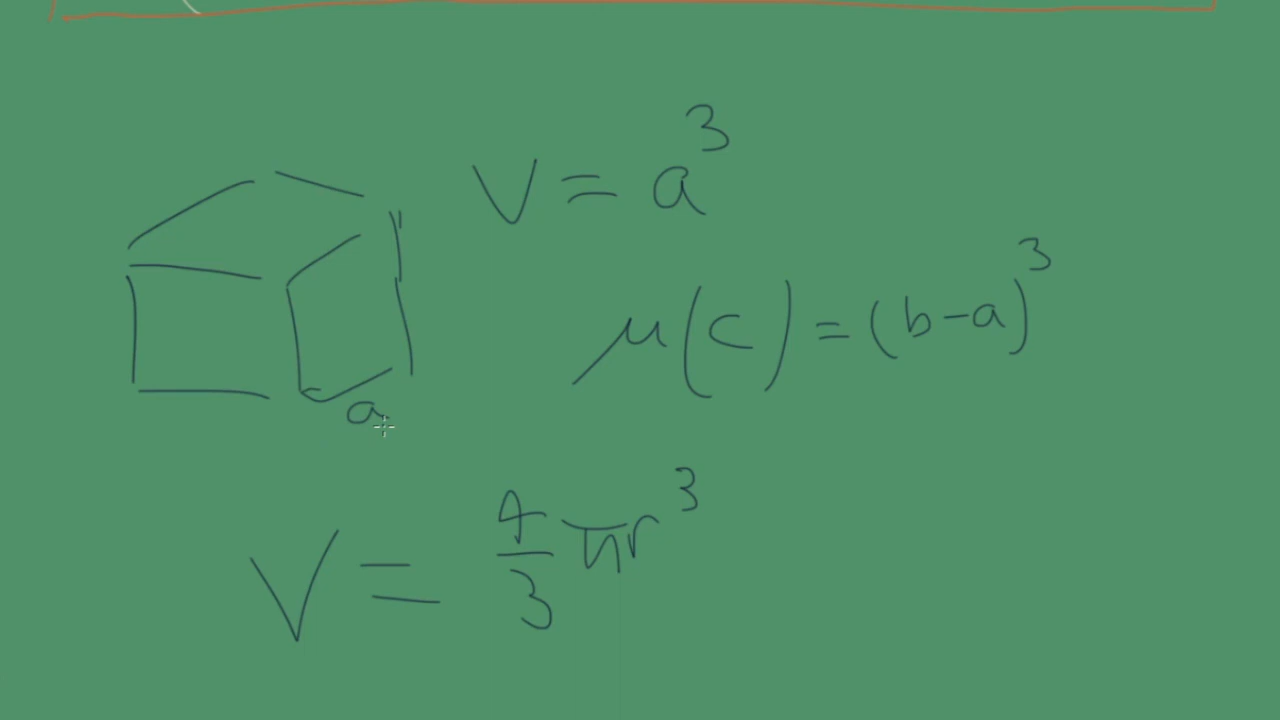 V = a³
μ(c) = (b-a)³
a
V = 4/3 πr³